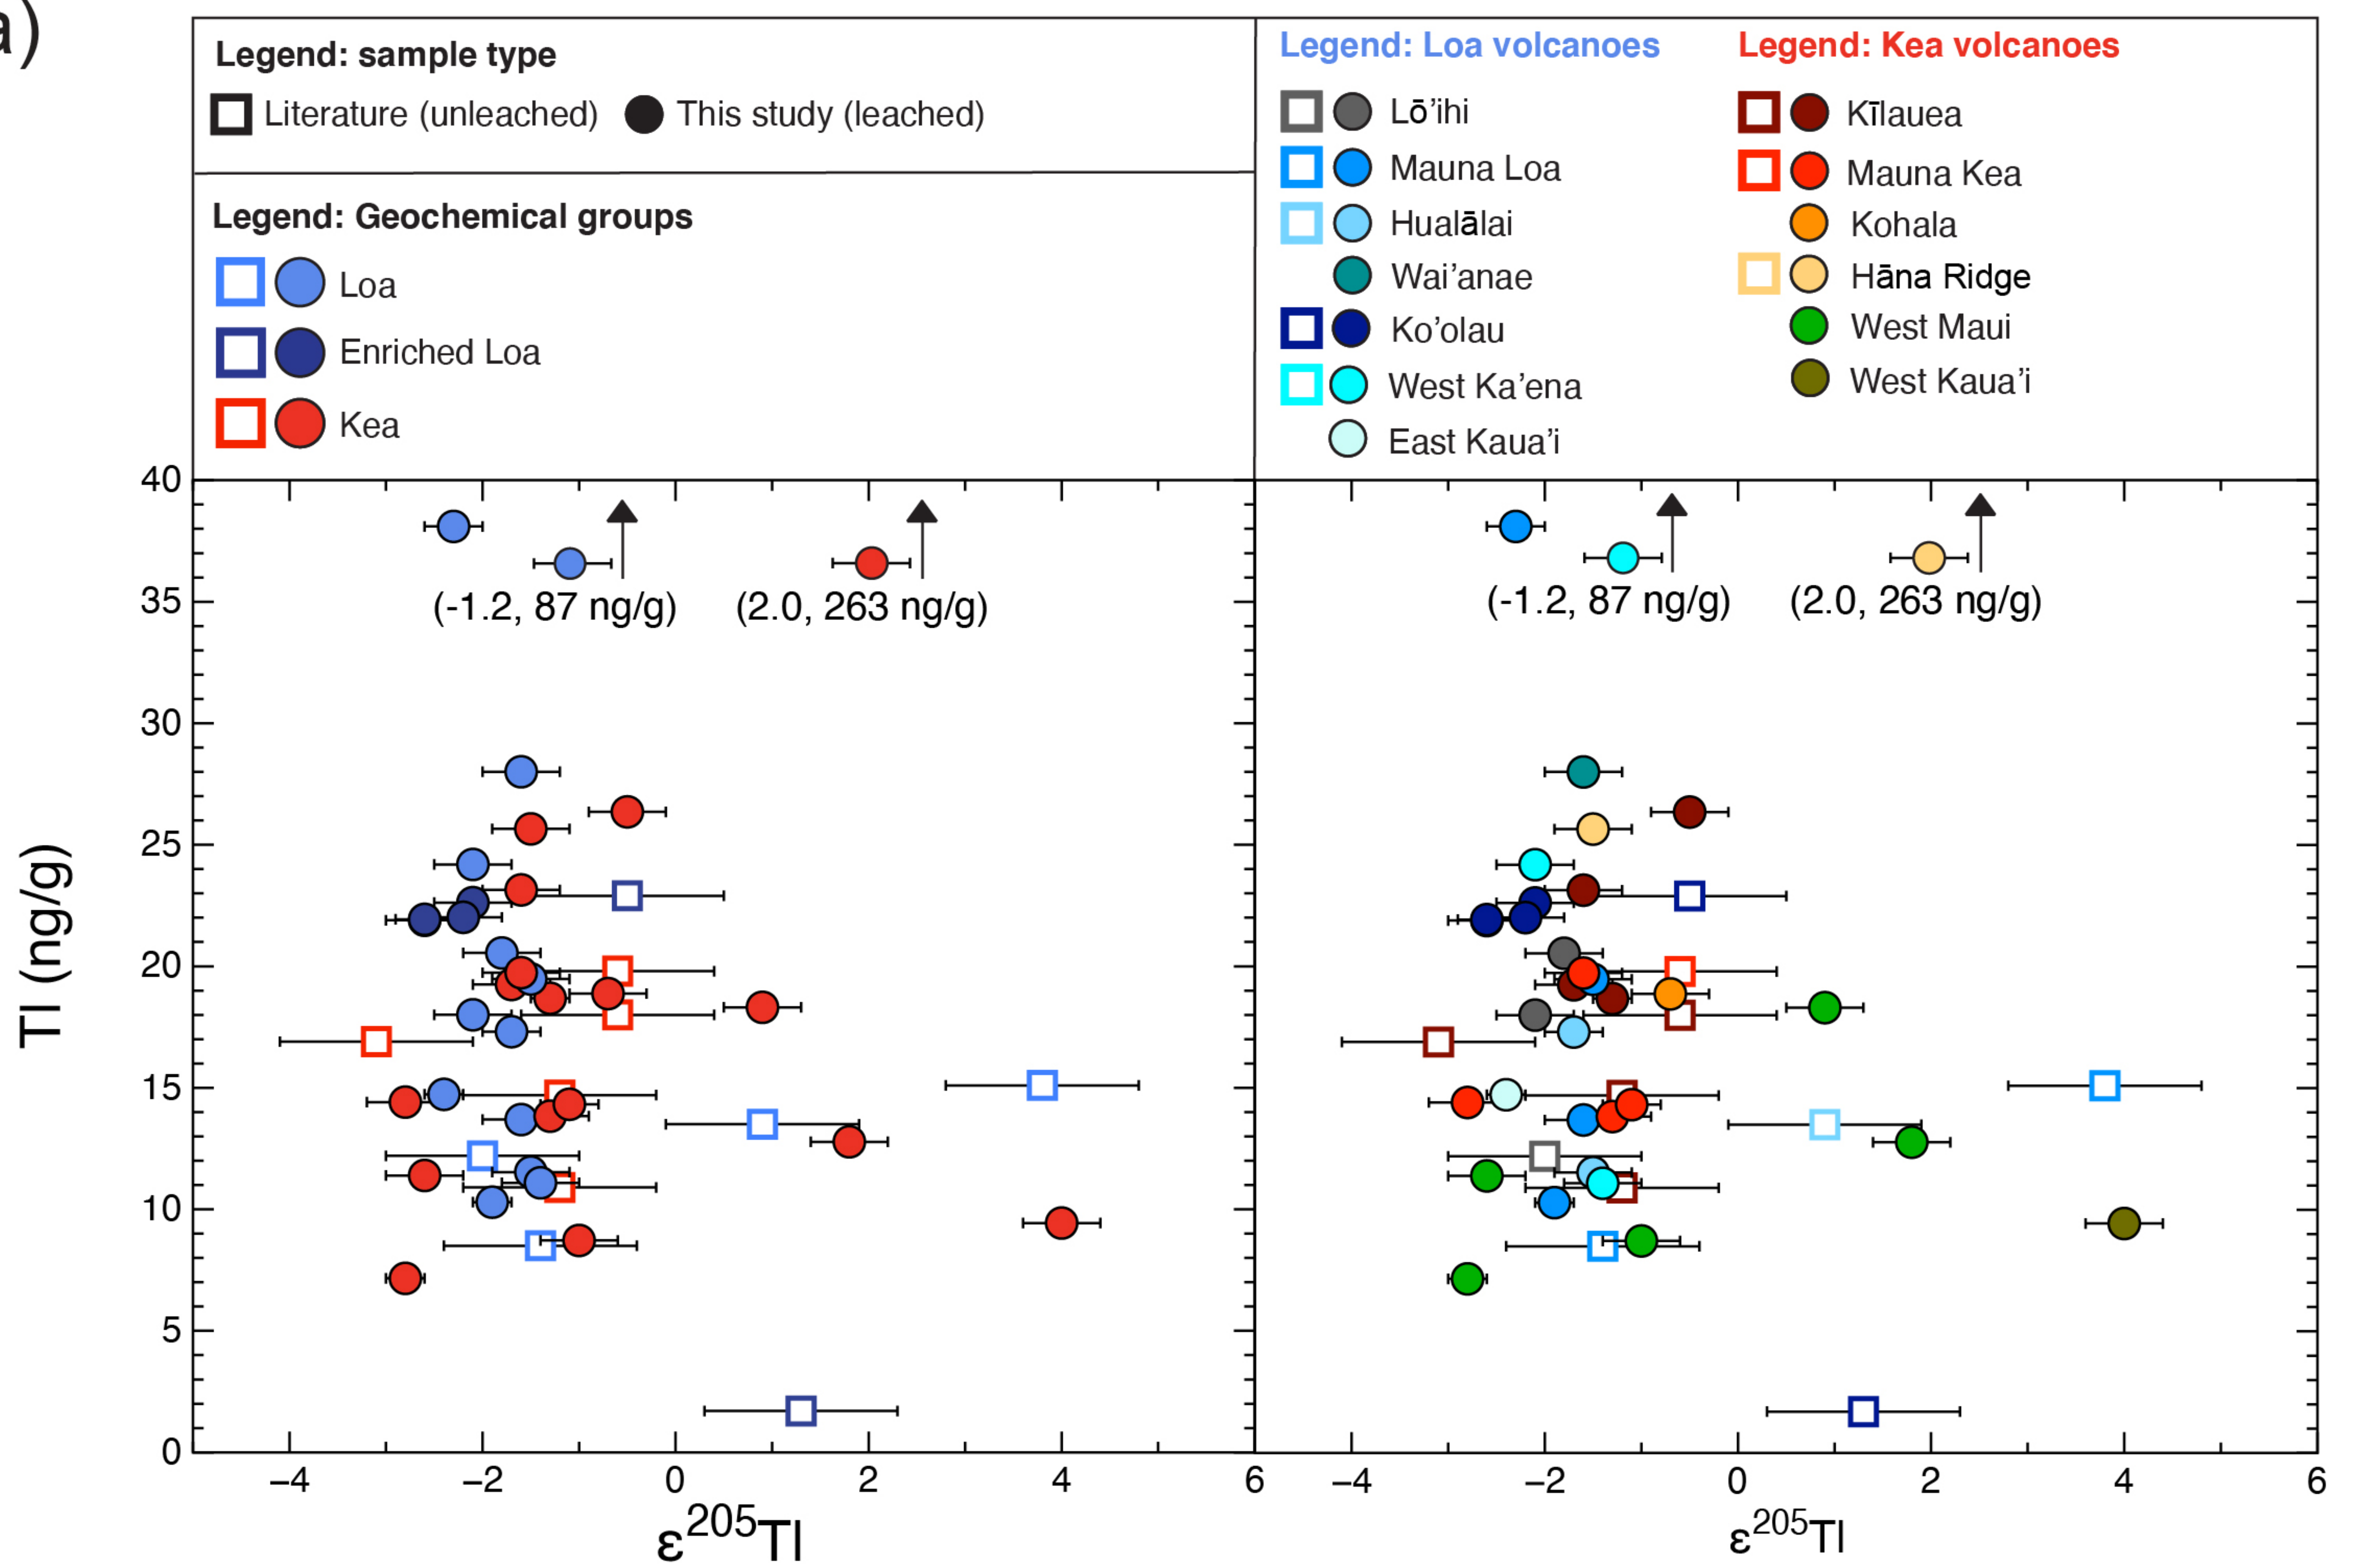 a)
Legend: sample type
Literature (unleached) This study (leached)
Legend: Geochemical groups
Loa
Enriched Loa
Kea
Legend: Loa volcanoes
Lō’ihi
Mauna Loa
Hualālai
Wai’anae
Ko’olau
West Ka’ena
East Kaua’i
Legend: Kea volcanoes
Kīlauea
Mauna Kea
Kohala
Hāna Ridge
West Maui
West Kaua’i
Tl (ng/g)
40
35
30
25
20
15
10
5
0
(-1.2, 87 ng/g) (2.0, 263 ng/g)
(-1.2, 87 ng/g) (2.0, 263 ng/g)
−4 −2 0 2 4 6 −4 −2 0 2 4 6
ε²⁰⁵Tl
ε²⁰⁵Tl